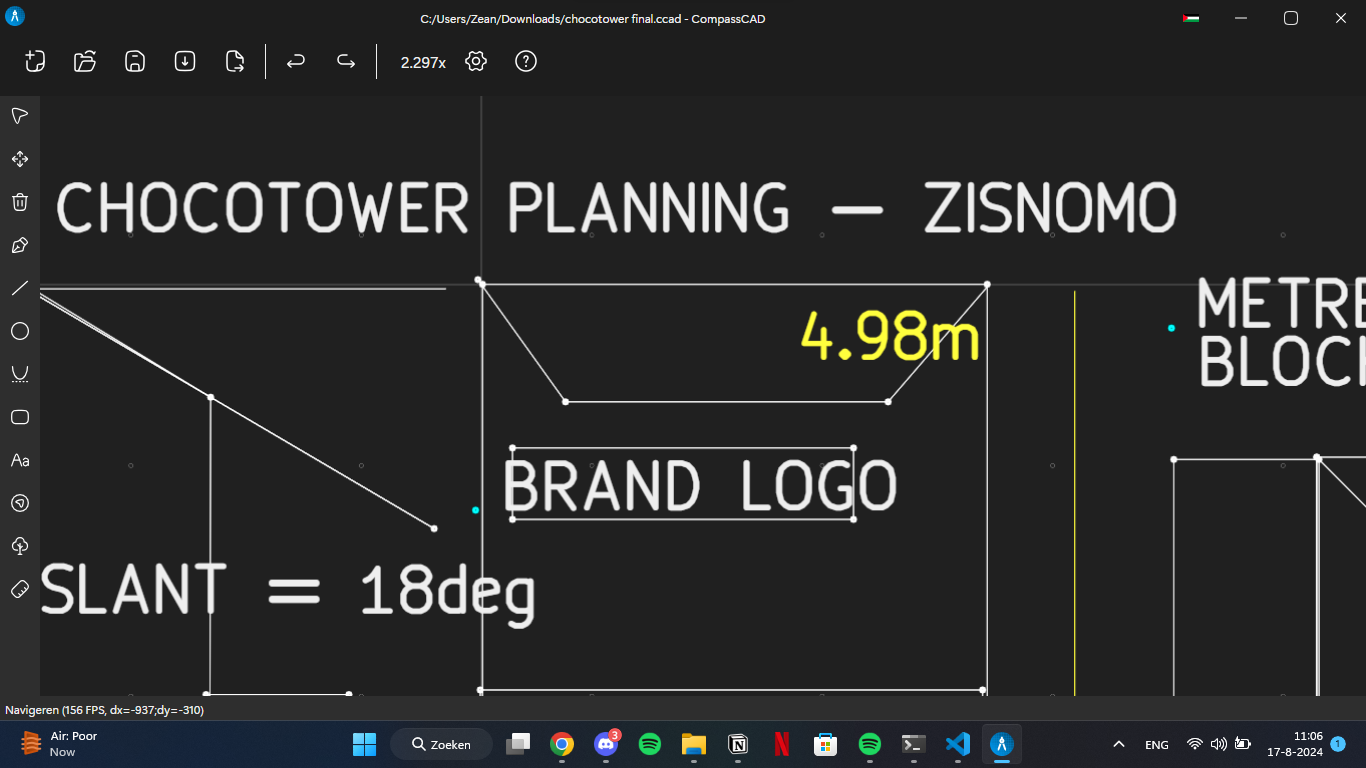 C:/Users/Zean/Downloads/chocotower final.ccad - CompassCAD
2.297x
CHOCOTOWER PLANNING — ZISNOMO
4.98m
METRE
BLOCK
BRAND LOGO
SLANT = 18deg
Aa
Navigeren (156 FPS, dx=-937;dy=-310)
Air: Poor
Now
Zoeken
3
ENG
11:06
17-8-2024
1